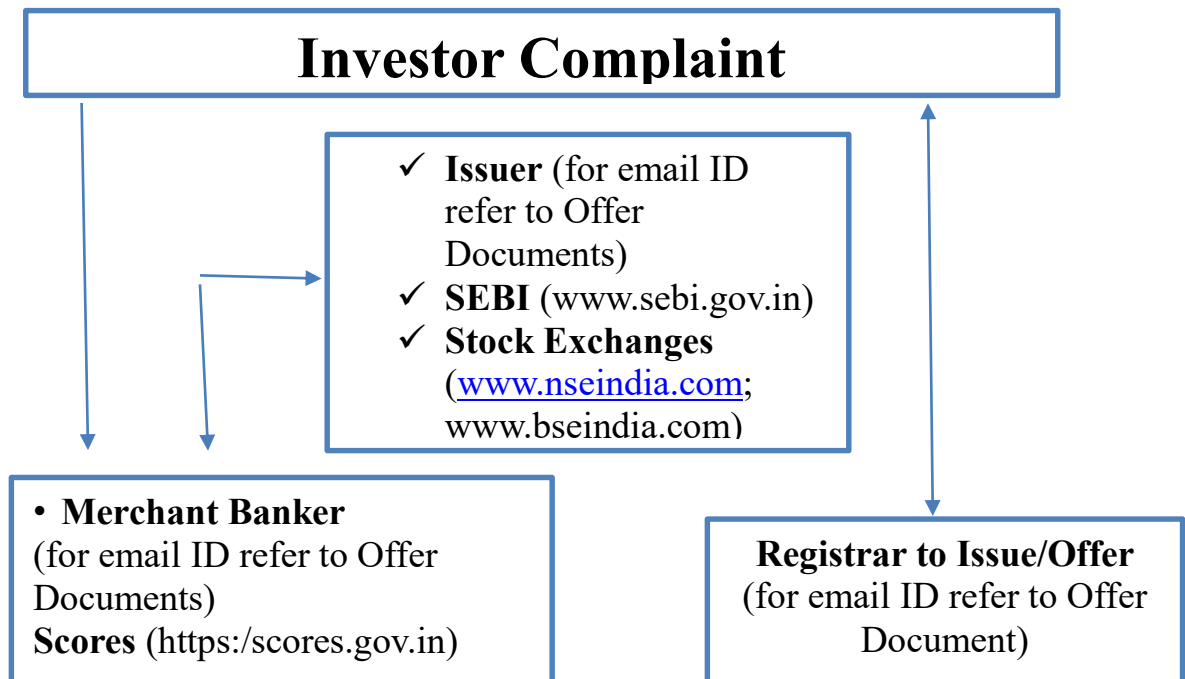 Investor Complaint
✓ Issuer (for email ID
refer to Offer
Documents)
✓ SEBI (www.sebi.gov.in)
✓ Stock Exchanges
(www.nseindia.com;
www.bseindia.com)
• Merchant Banker
(for email ID refer to Offer
Documents)
Scores (https:/scores.gov.in)
Registrar to Issue/Offer
(for email ID refer to Offer
Document)